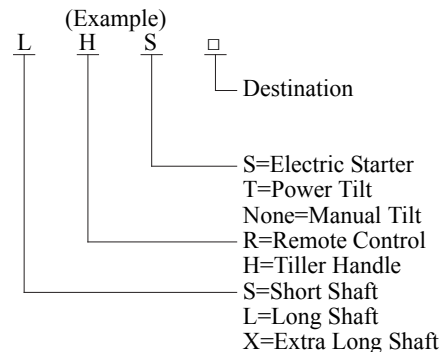 (Example)
L H S □
Destination
S=Electric Starter
T=Power Tilt
None=Manual Tilt
R=Remote Control
H=Tiller Handle
S=Short Shaft
L=Long Shaft
X=Extra Long Shaft